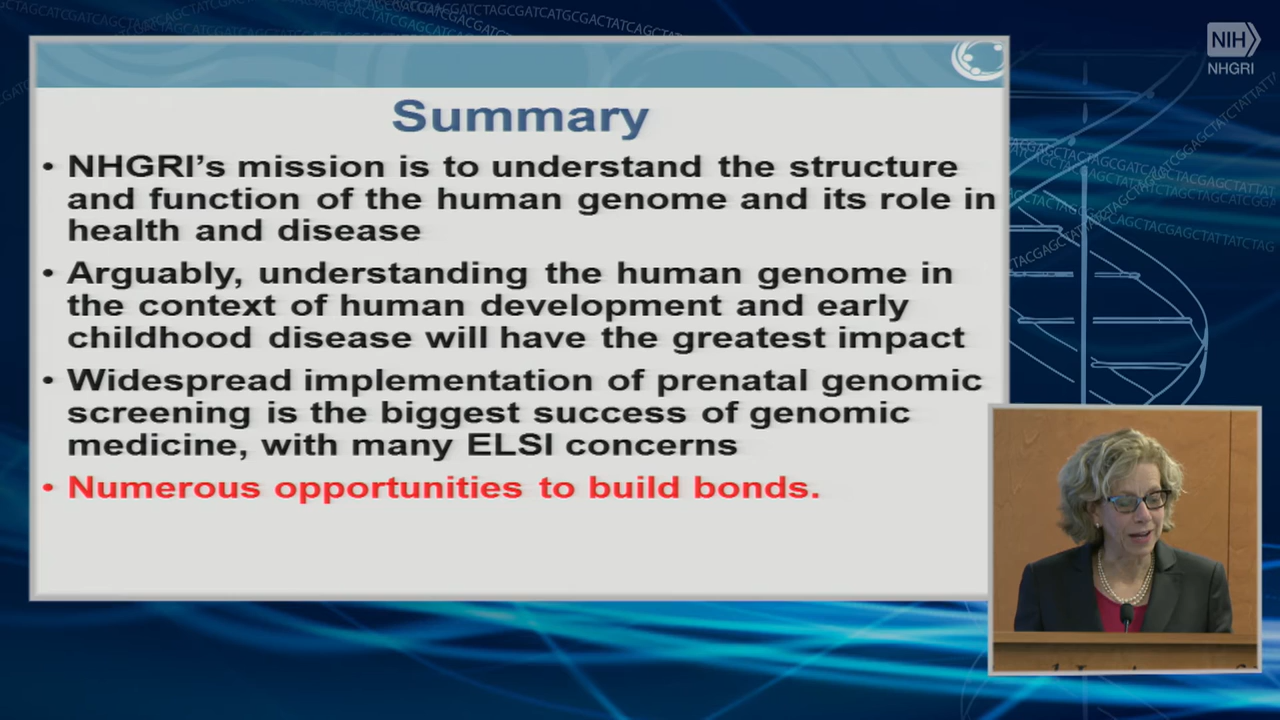 NIH
NHGRI
Summary
• NHGRI's mission is to understand the structure
and function of the human genome and its role in
health and disease
• Arguably, understanding the human genome in
the context of human development and early
childhood disease will have the greatest impact
• Widespread implementation of prenatal genomic
screening is the biggest success of genomic
medicine, with many ELSI concerns
• Numerous opportunities to build bonds.